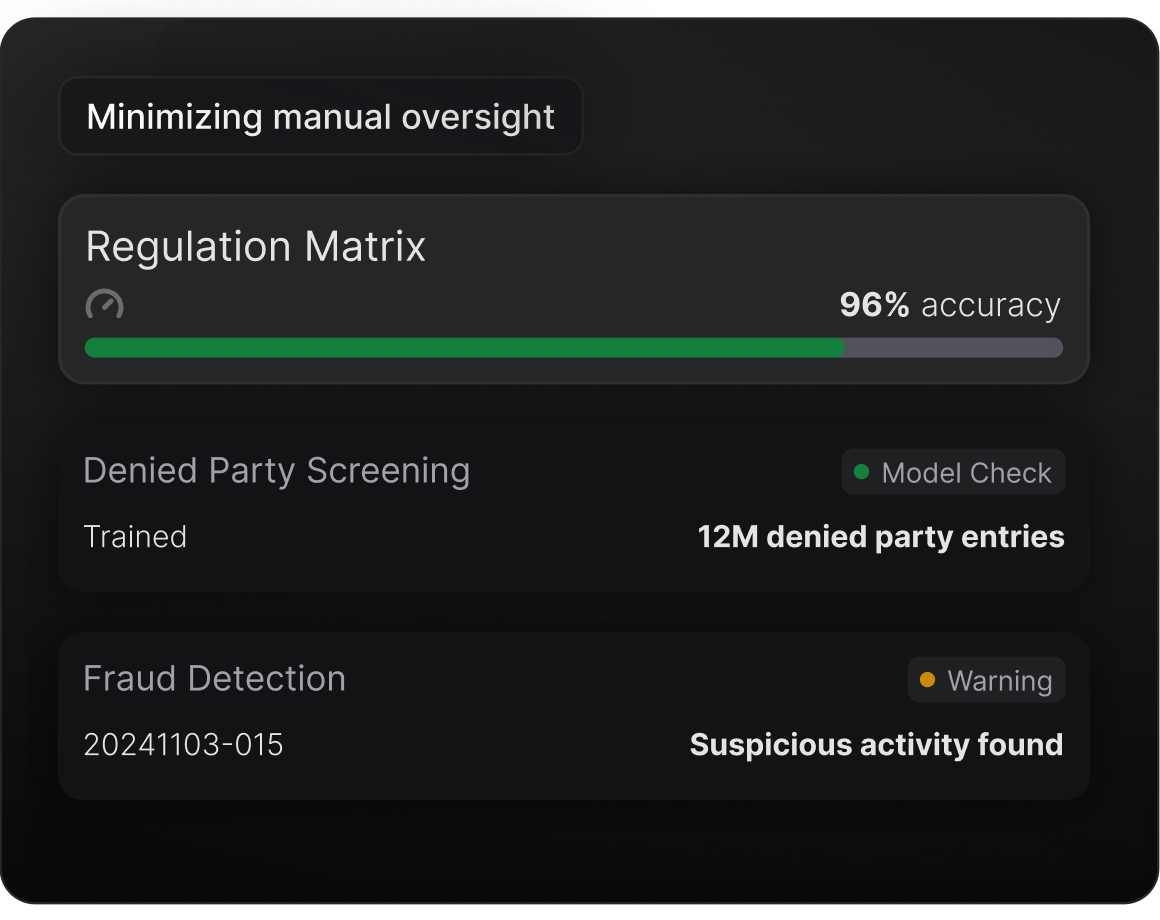 Minimizing manual oversight
Regulation Matrix
96% accuracy
Denied Party Screening
Model Check
Trained
12M denied party entries
Fraud Detection
Warning
20241103-015
Suspicious activity found